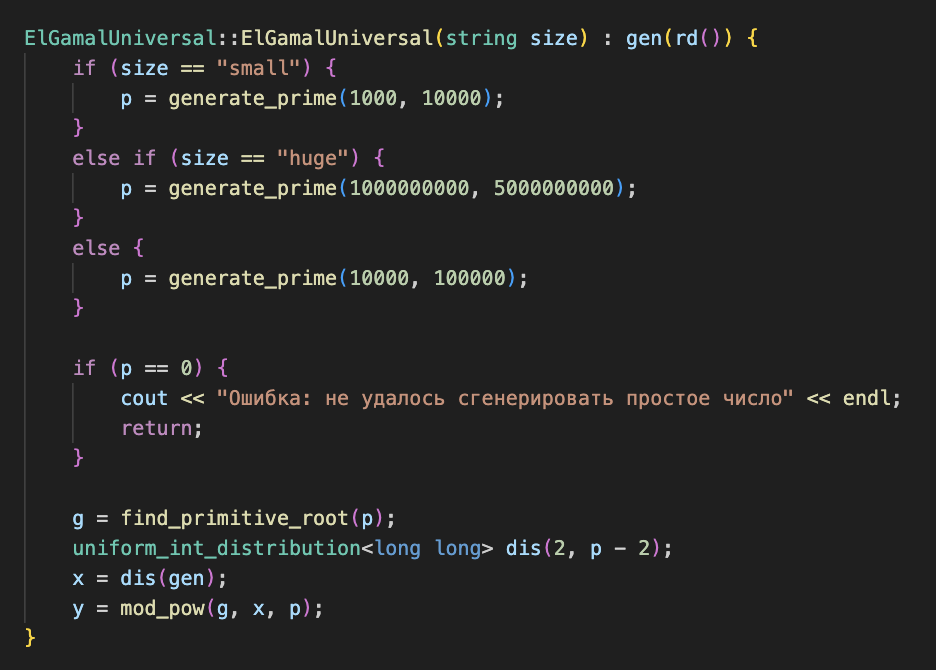 ElGamalUniversal::ElGamalUniversal(string size) : gen(rd()) {
    if (size == "small") {
        p = generate_prime(1000, 10000);
    }
    else if (size == "huge") {
        p = generate_prime(1000000000, 5000000000);
    }
    else {
        p = generate_prime(10000, 100000);
    }

    if (p == 0) {
        cout << "Ошибка: не удалось сгенерировать простое число" << endl;
        return;
    }

    g = find_primitive_root(p);
    uniform_int_distribution<long long> dis(2, p - 2);
    x = dis(gen);
    y = mod_pow(g, x, p);
}